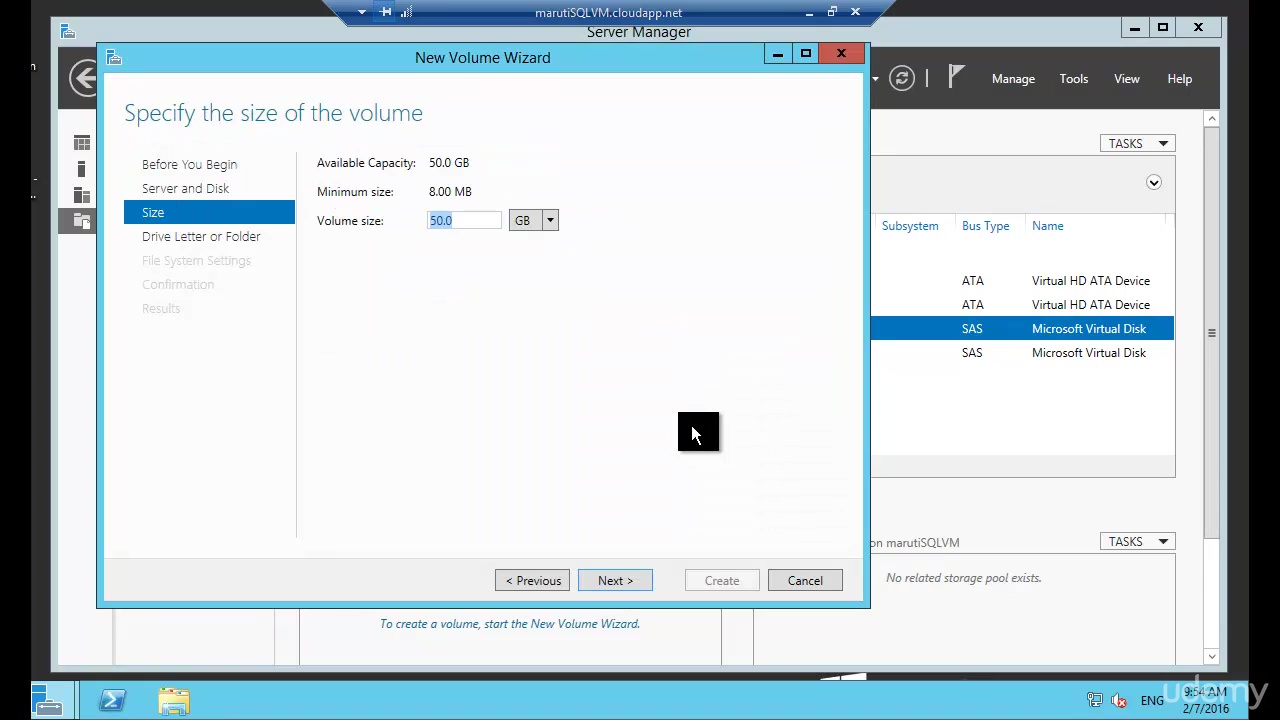 marutiSQLVM.cloudapp.net
Server Manager
New Volume Wizard
Manage
Tools
View
Help
Specify the size of the volume
Before You Begin
Server and Disk
Size
Drive Letter or Folder
File System Settings
Confirmation
Results
Available Capacity: 50.0 GB
Minimum size: 8.00 MB
Volume size: 50.0 GB
< Previous
Next >
Create
Cancel
TASKS
Subsystem Bus Type Name
ATA Virtual HD ATA Device
ATA Virtual HD ATA Device
SAS Microsoft Virtual Disk
SAS Microsoft Virtual Disk
on marutiSQLVM
TASKS
No related storage pool exists.
To create a volume, start the New Volume Wizard.
ENG
9:54 AM
2/7/2016
udemy